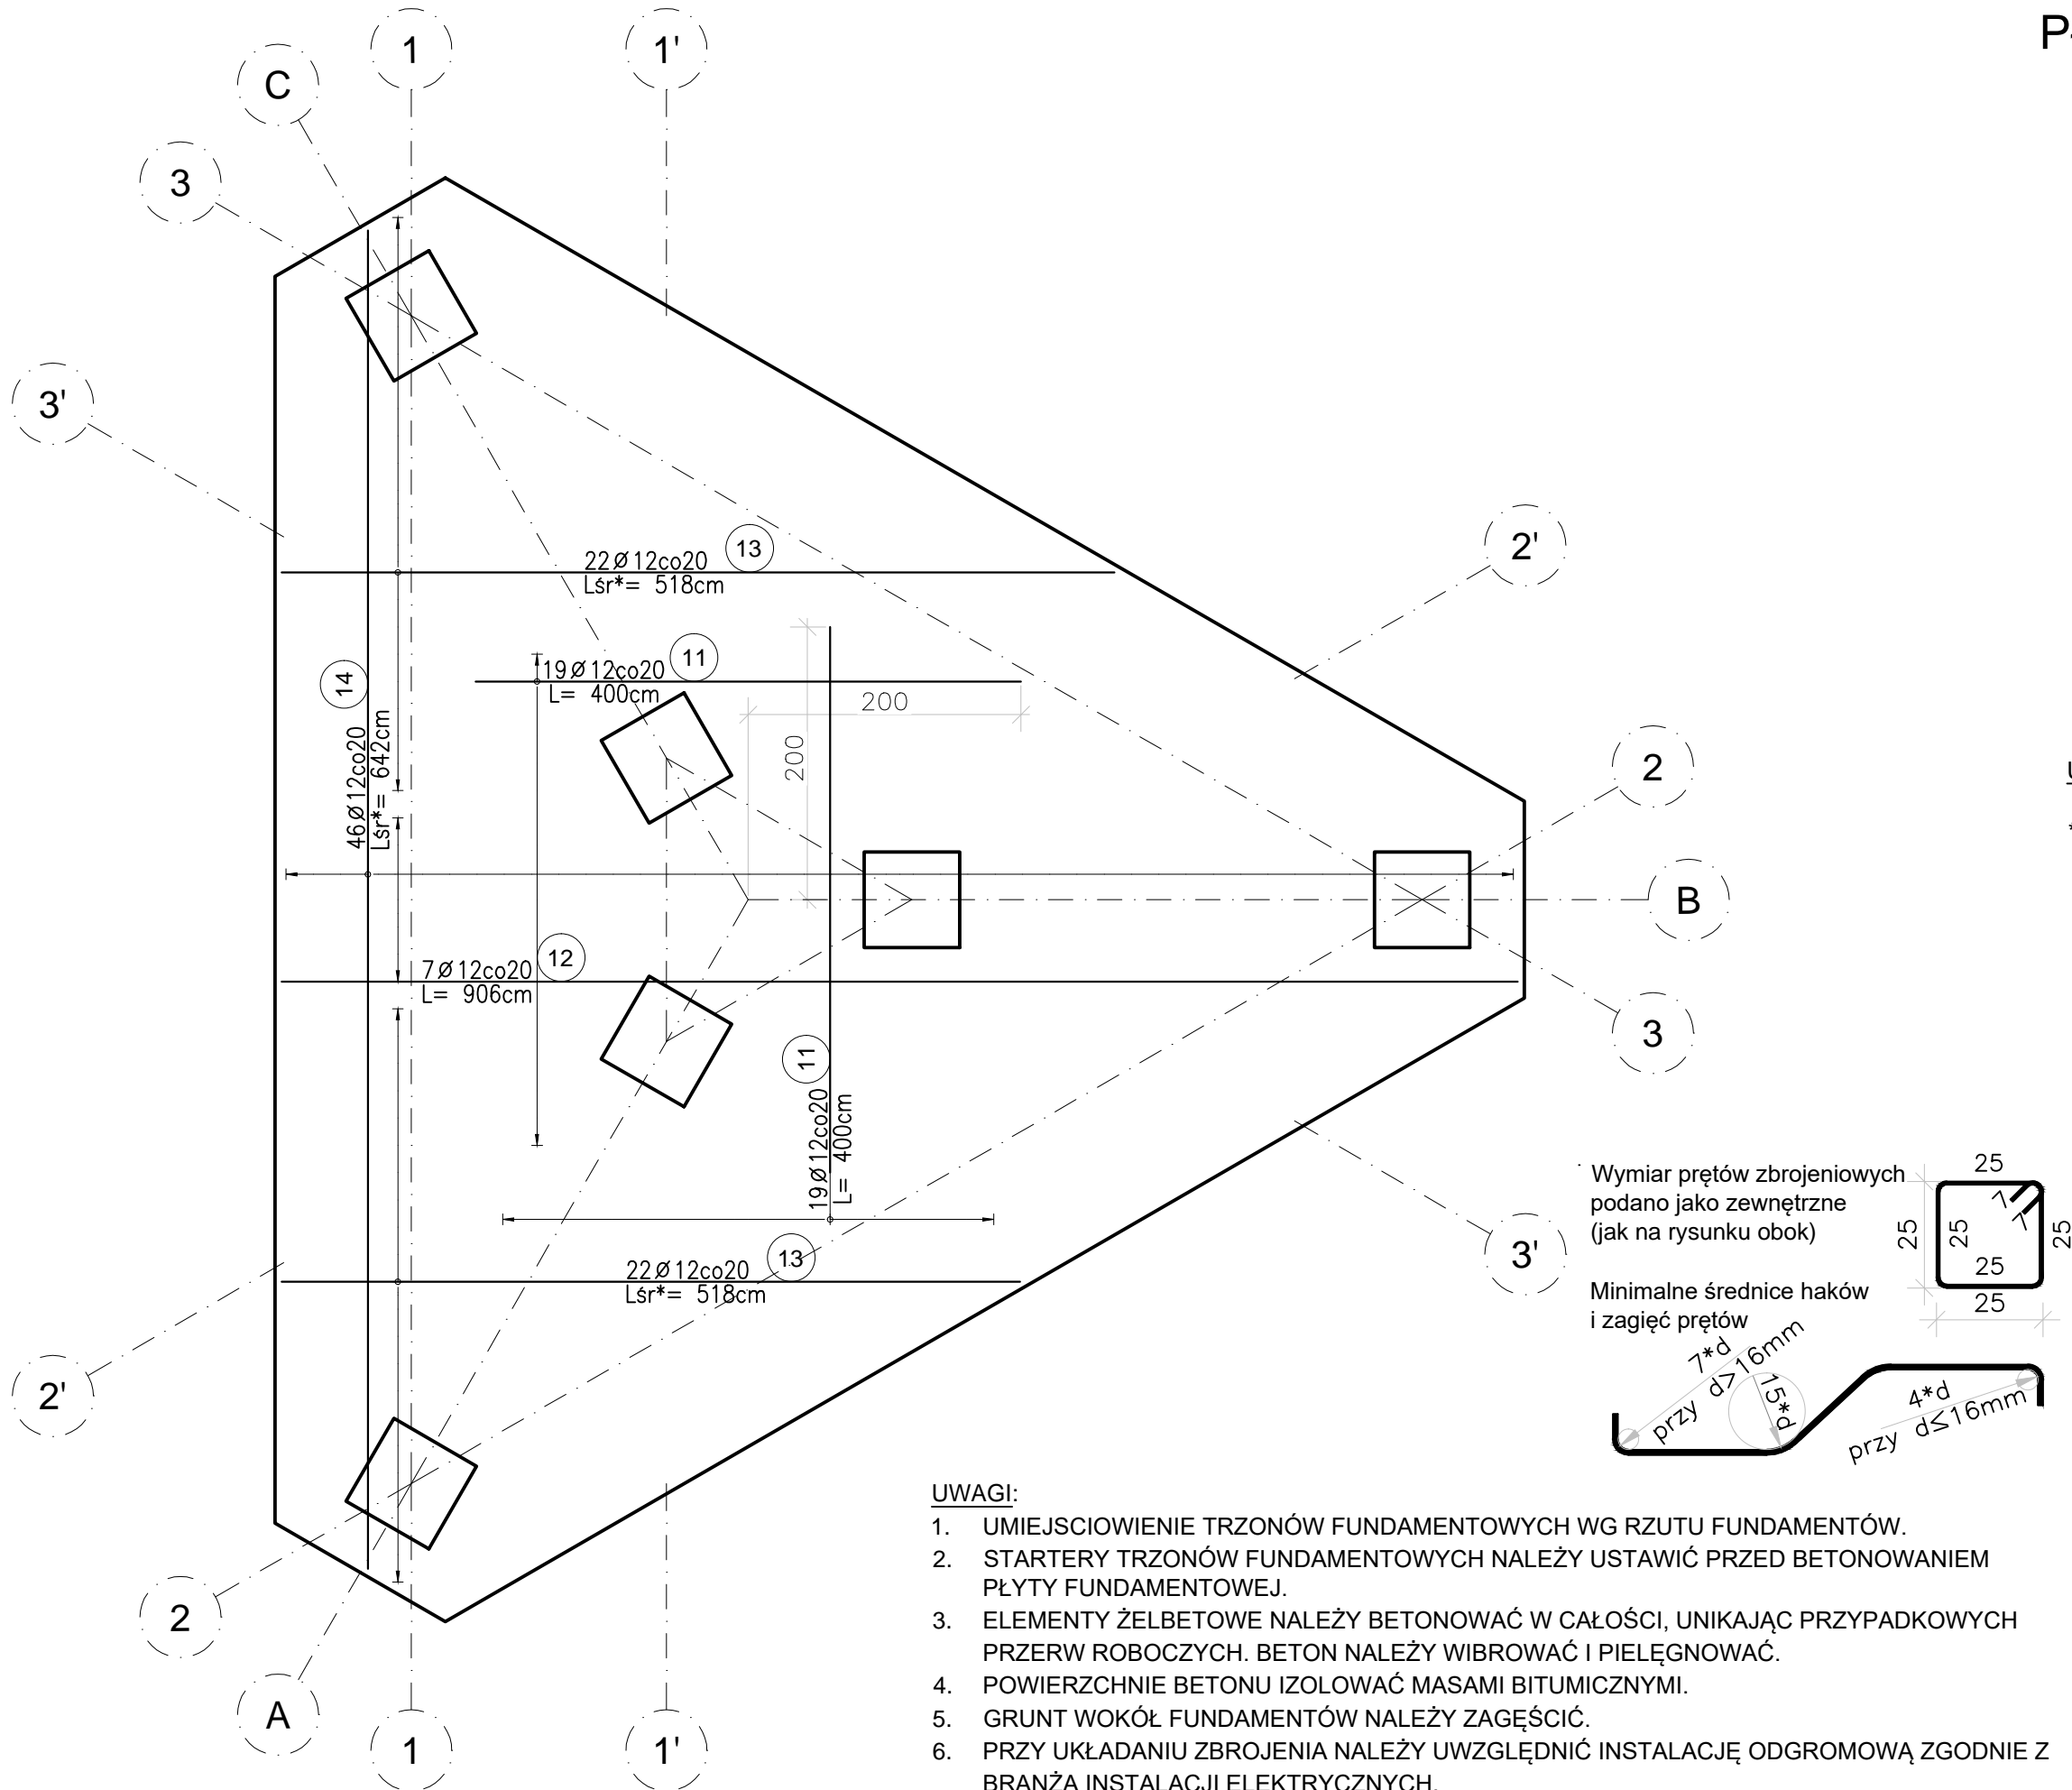 P-
1
1'
C
3
3'
22Ø12co20
13
Lśr*= 518cm
2'
19Ø12co20
11
L= 400cm
200
200
14
46Ø12co20
Lśr*= 642cm
2
B
7Ø12co20
12
L= 906cm
3
11
19Ø12co20
L= 400cm
22Ø12co20
13
Lśr*= 518cm
3'
2'
2
A
1
1'
Wymiar prętów zbrojeniowych
podano jako zewnętrzne
(jak na rysunku obok)
25
7
7
25
25
25
25
25
Minimalne średnice haków
i zagięć prętów
7*d
przy d>16mm
15*d
4*d
przy d≤16mm
UWAGI:
1. UMIEJSCIOWIENIE TRZONÓW FUNDAMENTOWYCH WG RZUTU FUNDAMENTÓW.
2. STARTERY TRZONÓW FUNDAMENTOWYCH NALEŻY USTAWIĆ PRZED BETONOWANIEM
PŁYTY FUNDAMENTOWEJ.
3. ELEMENTY ŻELBETOWE NALEŻY BETONOWAĆ W CAŁOŚCI, UNIKAJĄC PRZYPADKOWYCH
PRZERW ROBOCZYCH. BETON NALEŻY WIBROWAĆ I PIELĘGNOWAĆ.
4. POWIERZCHNIE BETONU IZOLOWAĆ MASAMI BITUMICZNYMI.
5. GRUNT WOKÓŁ FUNDAMENTÓW NALEŻY ZAGĘŚCIĆ.
6. PRZY UKŁADANIU ZBROJENIA NALEŻY UWZGLĘDNIĆ INSTALACJĘ ODGROMOWĄ ZGODNIE Z
BRANŻĄ INSTALACJI ELEKTRYCZNYCH.